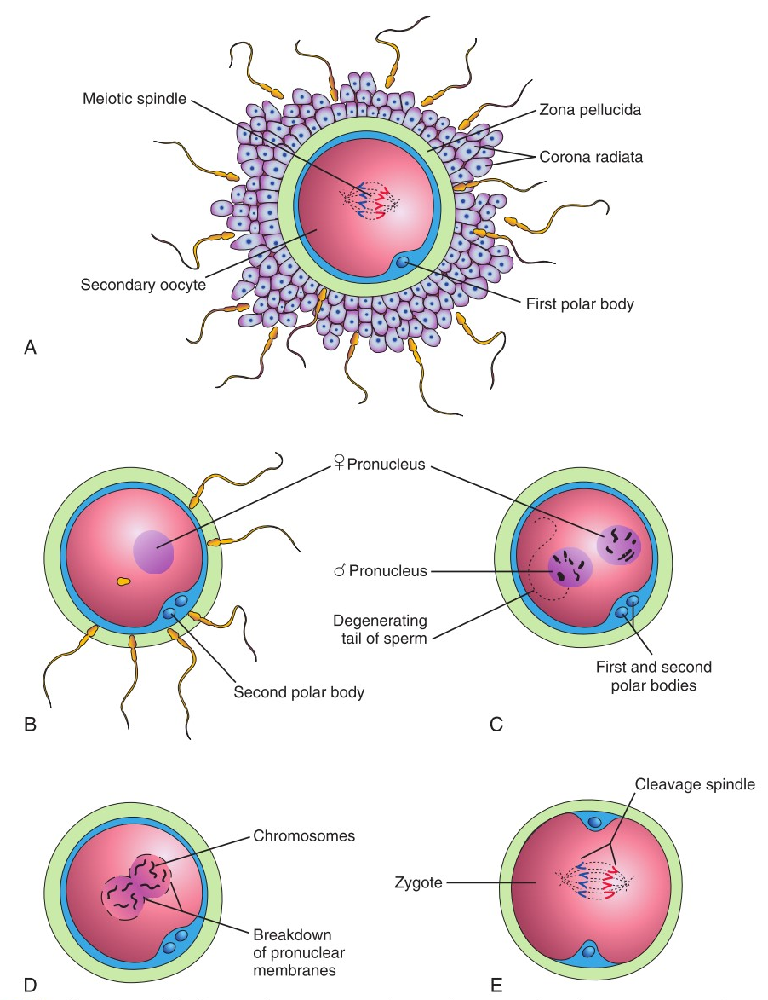 Meiotic spindle
Zona pellucida
Corona radiata
Secondary oocyte
First polar body
A
♀ Pronucleus
♂ Pronucleus
Degenerating
tail of sperm
First and second
polar bodies
Second polar body
B
C
Cleavage spindle
Chromosomes
Zygote
Breakdown
of pronuclear
membranes
D
E